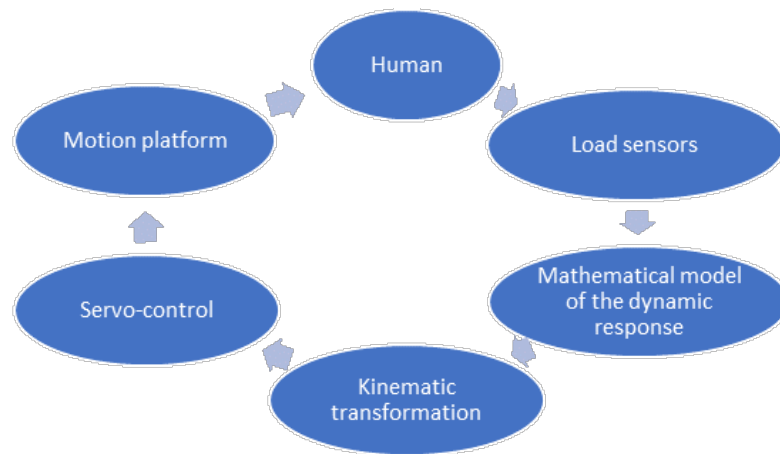 Human
Load sensors
Mathematical model
of the dynamic
response
Kinematic
transformation
Servo-control
Motion platform